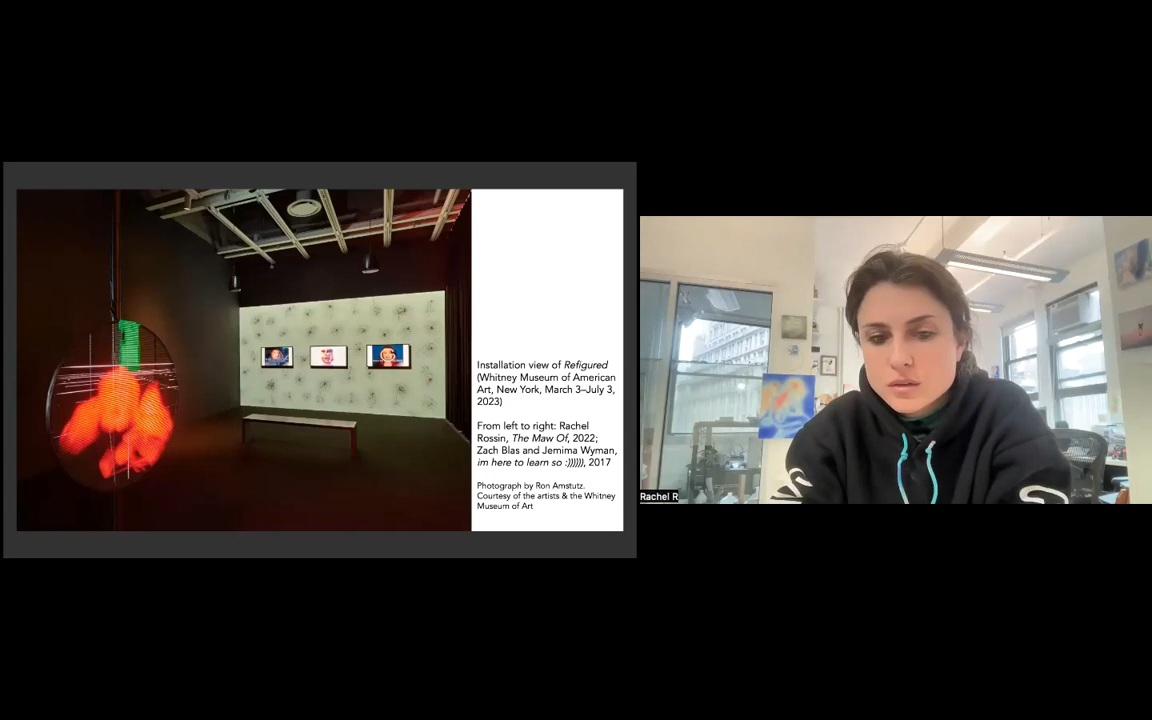 Installation view of Refigured
(Whitney Museum of American
Art, New York, March 3–July 3,
2023)
From left to right: Rachel
Rossin, The Maw Of, 2022;
Zach Blas and Jemima Wyman,
im here to learn so :)))))), 2017
Photograph by Ron Amstutz.
Courtesy of the artists & the Whitney
Museum of Art
Rachel R